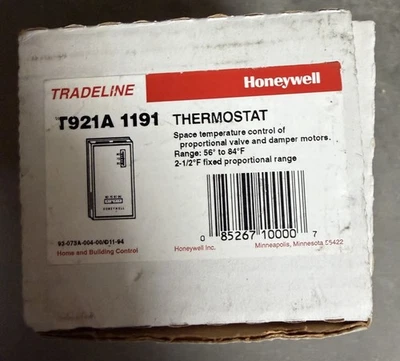 TRADELINE
Honeywell
T921A 1191 THERMOSTAT
Space temperature control of
proportional valve and damper motors.
Range: 56° to 84°F
2-1/2°F fixed proportional range
HONEYWELL
0 85267 10000 7
Home and Building Control
Honeywell Inc.
Minneapolis, Minnesota 55422